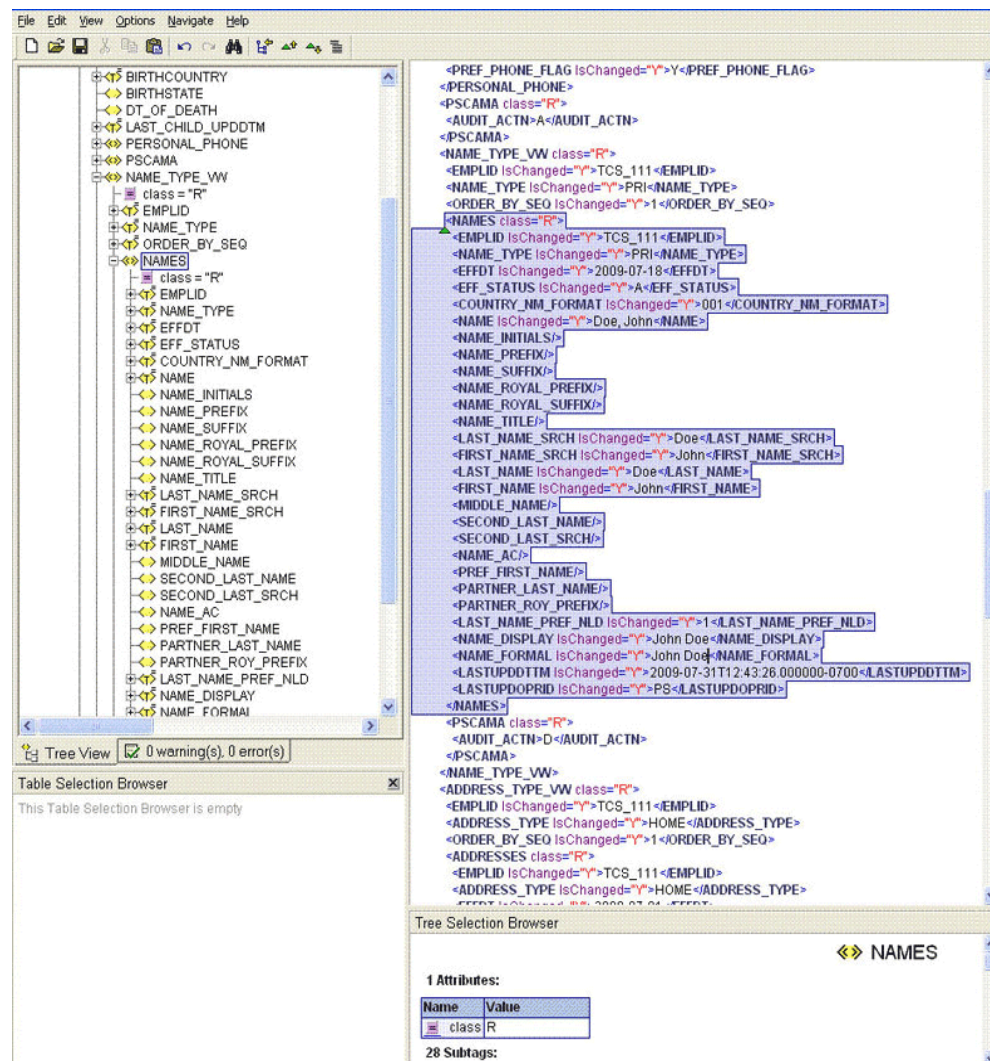 File Edit View Options Navigate Help
BIRTHCOUNTRY
BIRTHSTATE
DT_OF_DEATH
LAST_CHILD_UPDDTM
PERSONAL_PHONE
PSCAMA
NAME_TYPE_VW
class = "R"
EMPLID
NAME_TYPE
ORDER_BY_SEQ
NAMES
class = "R"
EMPLID
NAME_TYPE
EFFDT
EFF_STATUS
COUNTRY_NM_FORMAT
NAME
NAME_INITIALS
NAME_PREFIX
NAME_SUFFIX
NAME_ROYAL_PREFIX
NAME_ROYAL_SUFFIX
NAME_TITLE
LAST_NAME_SRCH
FIRST_NAME_SRCH
LAST_NAME
FIRST_NAME
MIDDLE_NAME
SECOND_LAST_NAME
SECOND_LAST_SRCH
NAME_AC
PREF_FIRST_NAME
PARTNER_LAST_NAME
PARTNER_ROY_PREFIX
LAST_NAME_PREF_NLD
NAME_DISPLAY
NAME_FORMAL
Tree View 0 warning(s), 0 error(s)
Table Selection Browser
This Table Selection Browser is empty
<PREF_PHONE_FLAG IsChanged="Y">Y</PREF_PHONE_FLAG>
</PERSONAL_PHONE>
<PSCAMA class="R">
<AUDIT_ACTN>A</AUDIT_ACTN>
</PSCAMA>
<NAME_TYPE_VW class="R">
<EMPLID IsChanged="Y">TCS_111</EMPLID>
<NAME_TYPE IsChanged="Y">PRI</NAME_TYPE>
<ORDER_BY_SEQ IsChanged="Y">1</ORDER_BY_SEQ>
<NAMES class="R">
<EMPLID IsChanged="Y">TCS_111</EMPLID>
<NAME_TYPE IsChanged="Y">PRI</NAME_TYPE>
<EFFDT IsChanged="Y">2009-07-18</EFFDT>
<EFF_STATUS IsChanged="Y">A</EFF_STATUS>
<COUNTRY_NM_FORMAT IsChanged="Y">001</COUNTRY_NM_FORMAT>
<NAME IsChanged="Y">Doe, John</NAME>
<NAME_INITIALS/>
<NAME_PREFIX/>
<NAME_SUFFIX/>
<NAME_ROYAL_PREFIX/>
<NAME_ROYAL_SUFFIX/>
<NAME_TITLE/>
<LAST_NAME_SRCH IsChanged="Y">Doe</LAST_NAME_SRCH>
<FIRST_NAME_SRCH IsChanged="Y">John</FIRST_NAME_SRCH>
<LAST_NAME IsChanged="Y">Doe</LAST_NAME>
<FIRST_NAME IsChanged="Y">John</FIRST_NAME>
<MIDDLE_NAME/>
<SECOND_LAST_NAME/>
<SECOND_LAST_SRCH/>
<NAME_AC/>
<PREF_FIRST_NAME/>
<PARTNER_LAST_NAME/>
<PARTNER_ROY_PREFIX/>
<LAST_NAME_PREF_NLD IsChanged="Y">1</LAST_NAME_PREF_NLD>
<NAME_DISPLAY IsChanged="Y">John Doe</NAME_DISPLAY>
<NAME_FORMAL IsChanged="Y">John Doe</NAME_FORMAL>
<LASTUPDDTTM IsChanged="Y">2009-07-31T12:43:26.000000-0700</LASTUPDDTTM>
<LASTUPDOPRID IsChanged="Y">PS</LASTUPDOPRID>
</NAMES>
<PSCAMA class="R">
<AUDIT_ACTN>D</AUDIT_ACTN>
</PSCAMA>
</NAME_TYPE_VW>
<ADDRESS_TYPE_VW class="R">
<EMPLID IsChanged="Y">TCS_111</EMPLID>
<ADDRESS_TYPE IsChanged="Y">HOME</ADDRESS_TYPE>
<ORDER_BY_SEQ IsChanged="Y">1</ORDER_BY_SEQ>
<ADDRESSES class="R">
<EMPLID IsChanged="Y">TCS_111</EMPLID>
<ADDRESS_TYPE IsChanged="Y">HOME</ADDRESS_TYPE>
Tree Selection Browser
NAMES
1 Attributes:
Name Value
class R
28 Subtags: